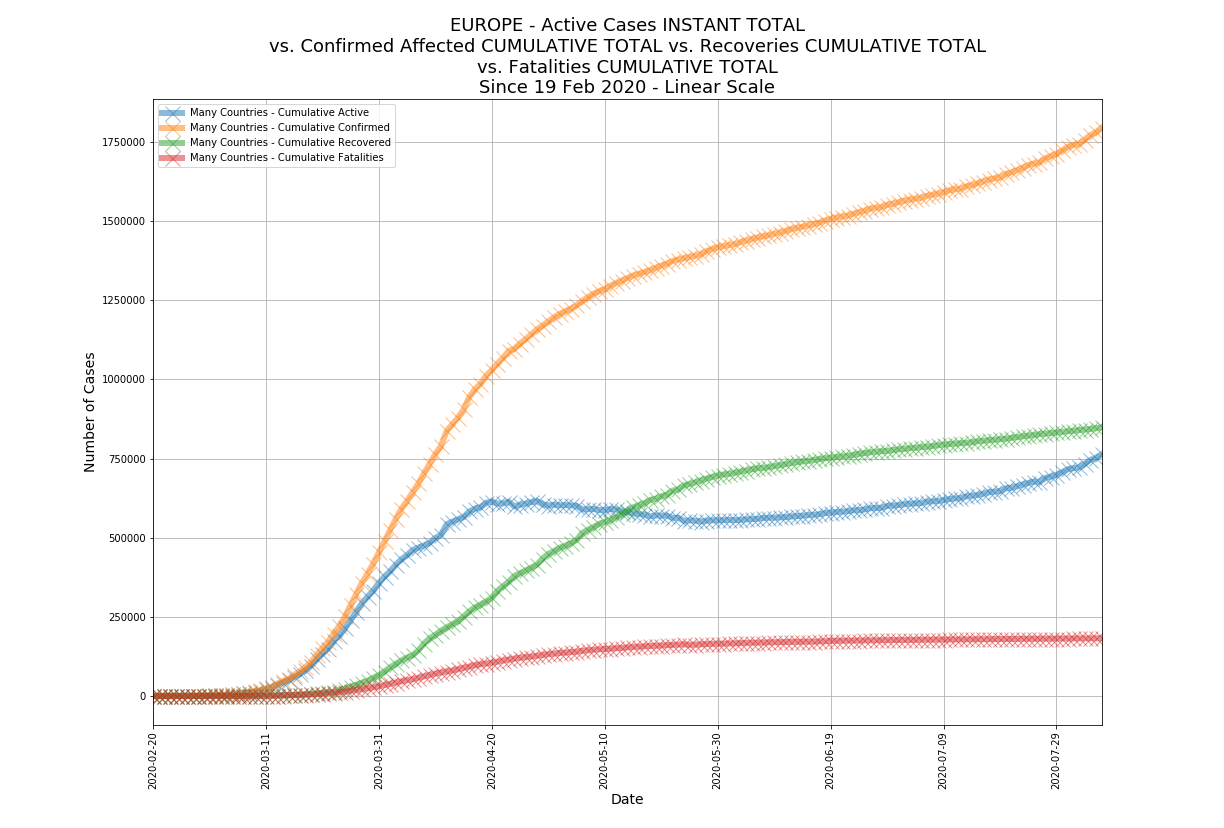 EUROPE - Active Cases INSTANT TOTAL
vs. Confirmed Affected CUMULATIVE TOTAL vs. Recoveries CUMULATIVE TOTAL
vs. Fatalities CUMULATIVE TOTAL
Since 19 Feb 2020 - Linear Scale
Many Countries - Cumulative Active
Many Countries - Cumulative Confirmed
Many Countries - Cumulative Recovered
Many Countries - Cumulative Fatalities
Number of Cases
1750000
1500000
1250000
1000000
750000
500000
250000
0
2020-02-20
2020-03-11
2020-03-31
2020-04-20
2020-05-10
2020-05-30
2020-06-19
2020-07-09
2020-07-29
Date